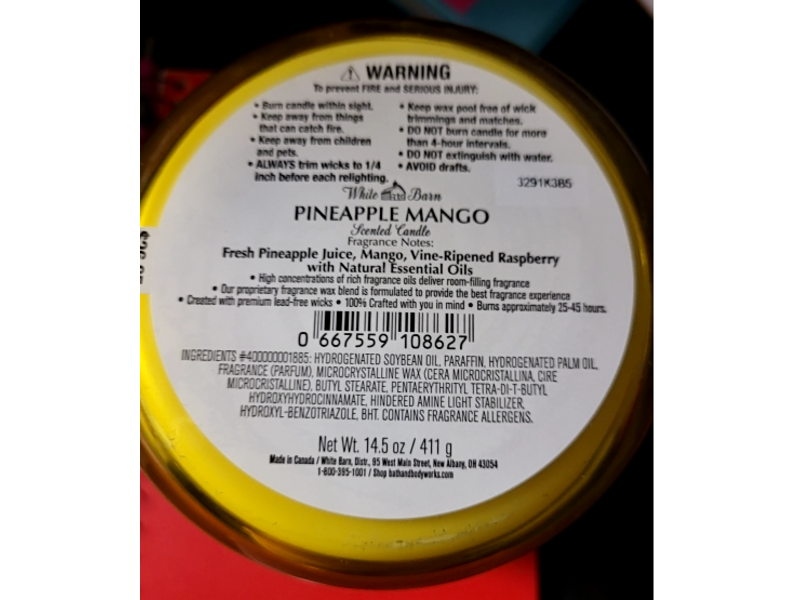 ⚠ WARNING
To prevent FIRE and SERIOUS INJURY:
• Burn candle within sight.
• Keep away from things
that can catch fire.
• Keep away from children
and pets.
• ALWAYS trim wicks to 1/4
inch before each relighting.
• Keep wax pool free of wick
trimmings and matches.
• DO NOT burn candle for more
than 4-hour intervals.
• DO NOT extinguish with water.
• AVOID drafts.
3291K3B5
White Barn
PINEAPPLE MANGO
Scented Candle
Fragrance Notes:
Fresh Pineapple Juice, Mango, Vine-Ripened Raspberry
with Natural Essential Oils
• High concentrations of rich fragrance oils deliver room-filling fragrance
• Our proprietary fragrance wax blend is formulated to provide the best fragrance experience
• Created with premium lead-free wicks • 100% Crafted with you in mind • Burns approximately 25-45 hours.
0 667559 108627
INGREDIENTS #400000001885: HYDROGENATED SOYBEAN OIL, PARAFFIN, HYDROGENATED PALM OIL,
FRAGRANCE (PARFUM), MICROCRYSTALLINE WAX (CERA MICROCRISTALLINA, CIRE
MICROCRISTALLINE), BUTYL STEARATE, PENTAERYTHRITYL TETRA-DI-T-BUTYL
HYDROXYHYDROCINNAMATE, HINDERED AMINE LIGHT STABILIZER,
HYDROXYL-BENZOTRIAZOLE, BHT. CONTAINS FRAGRANCE ALLERGENS.
Net Wt. 14.5 oz / 411 g
Made in Canada / White Barn, Distr., 95 West Main Street, New Albany, OH 43054
1-800-395-1001 / Shop bathandbodyworks.com